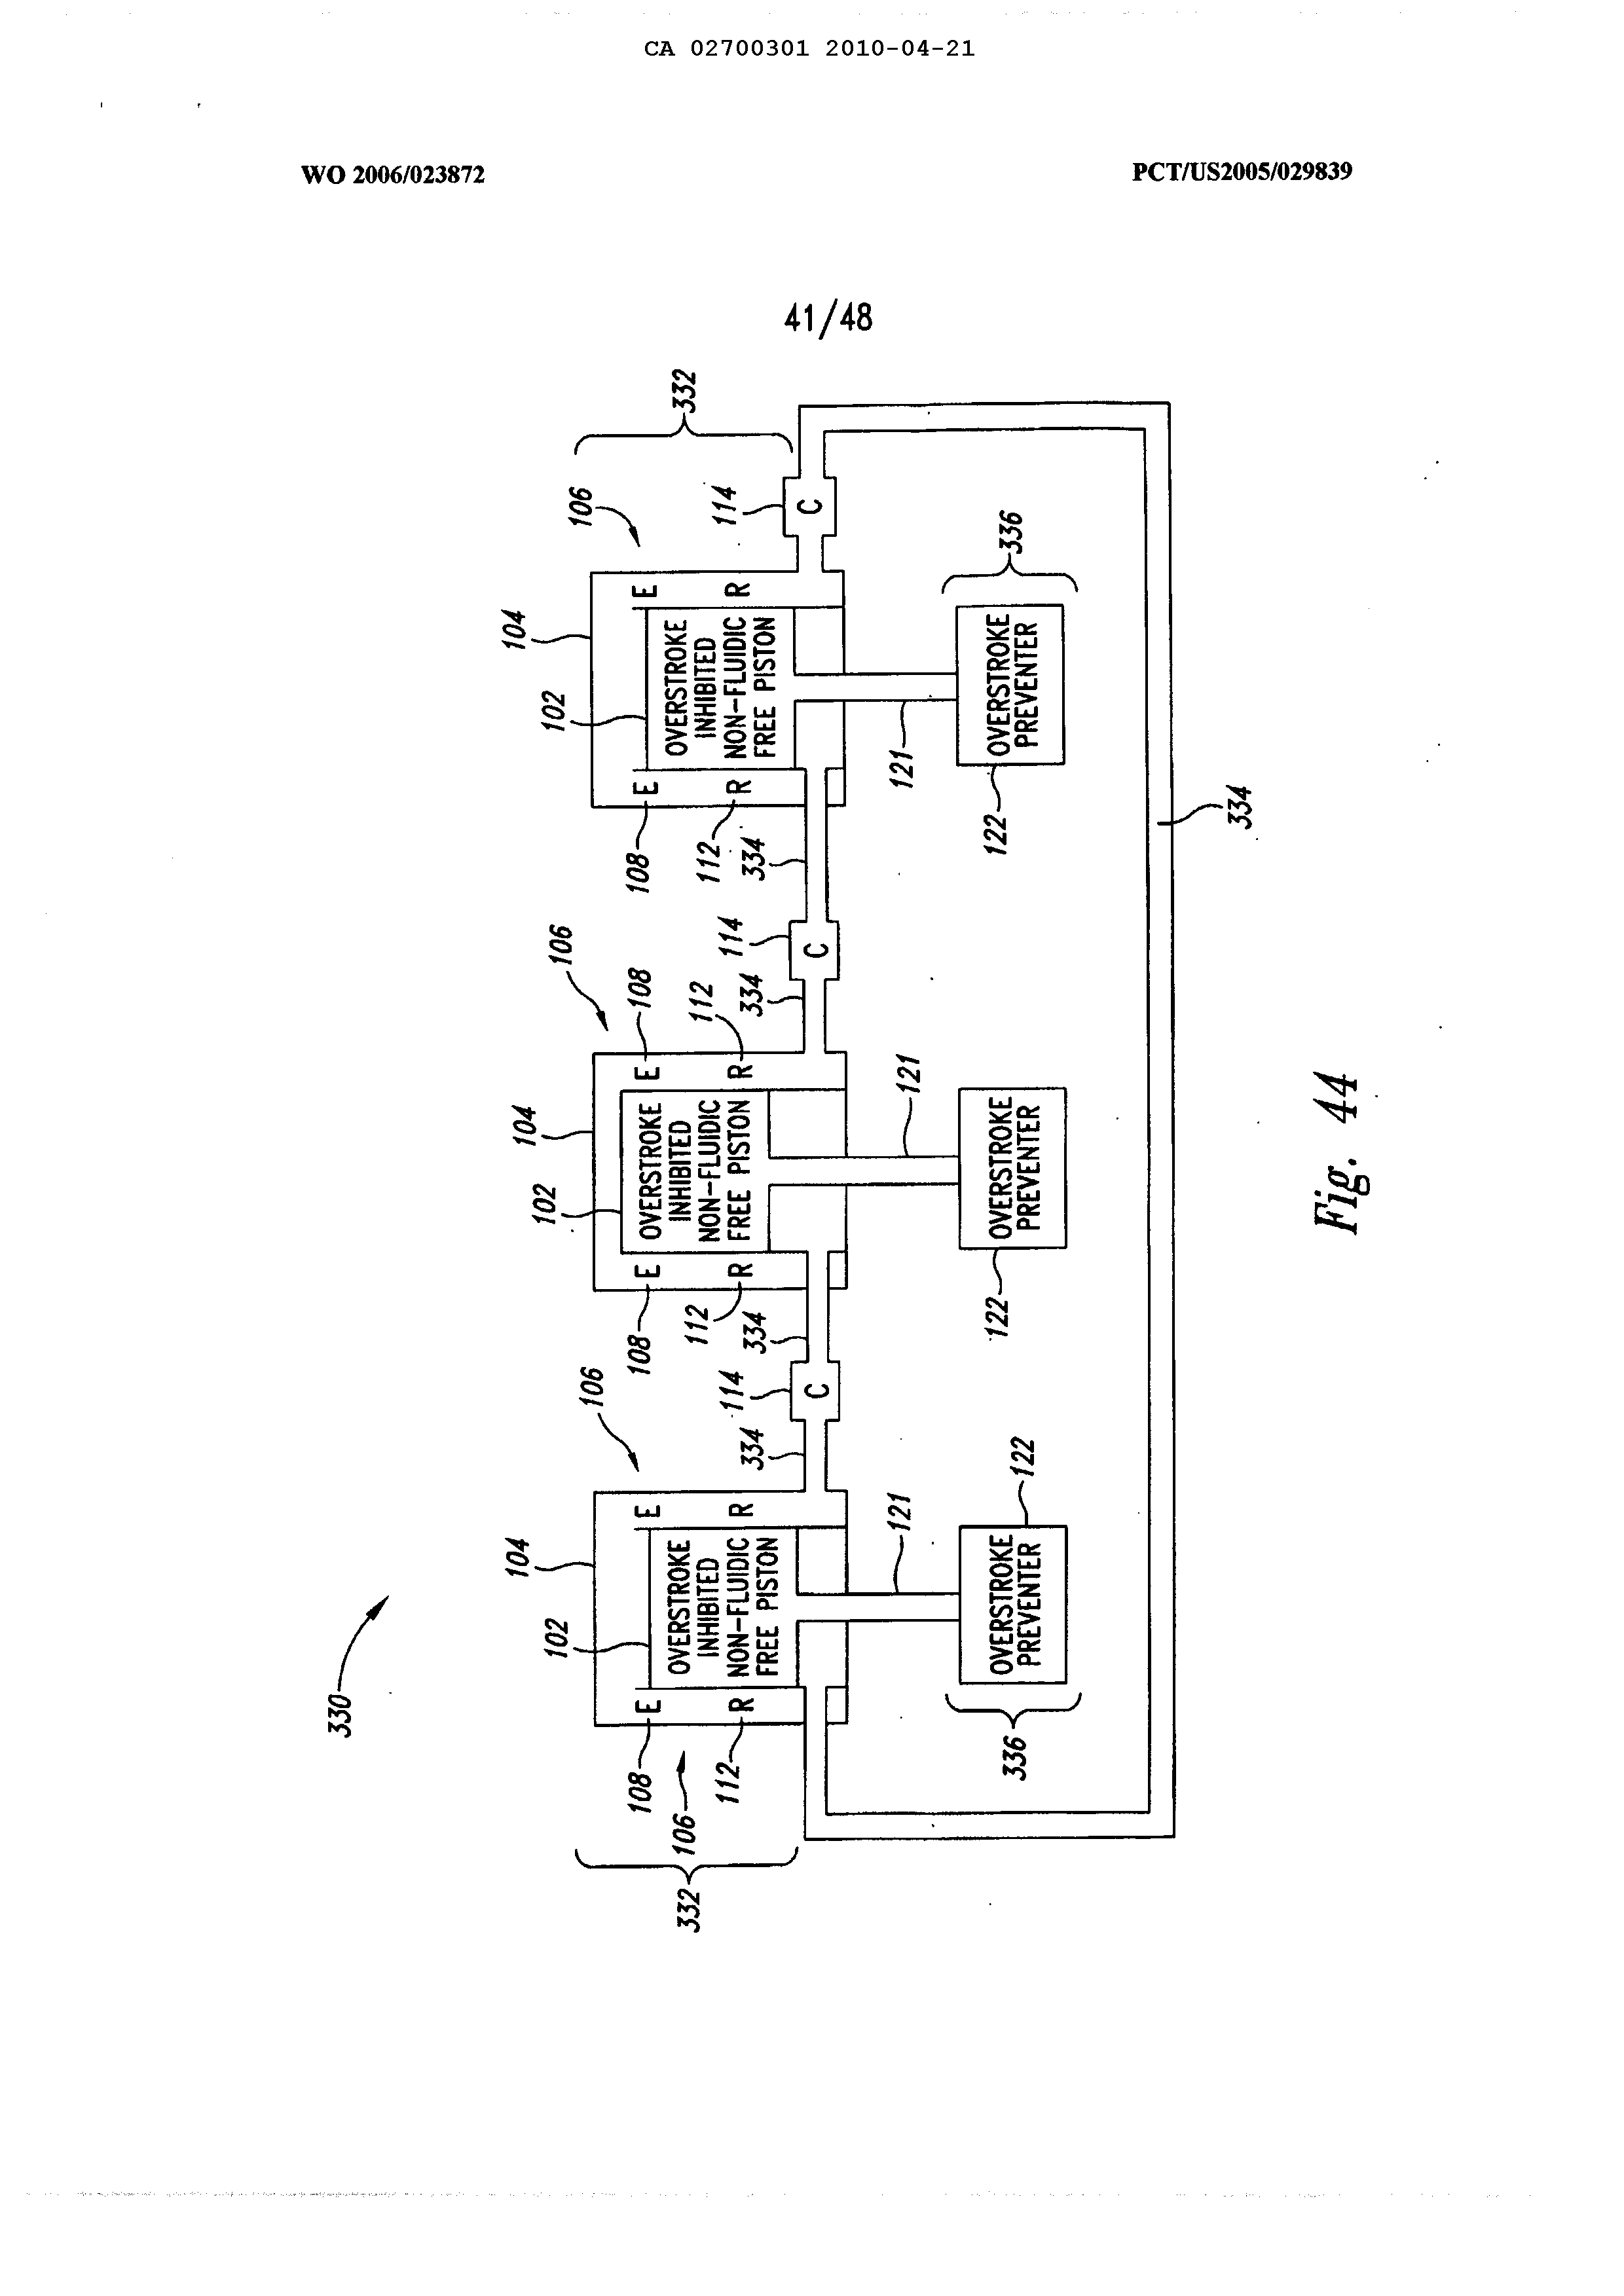 CA 02700301 2010-04-21
WO 2006/023872
PCT/US2005/029839
41/48
330
332
106
108
E
112
R
102
104
OVERSTROKE
INHIBITED
NON-FLUIDIC
FREE PISTON
E
R
106
334
114
C
334
121
336
OVERSTROKE
PREVENTER
122
108
E
112
R
102
104
OVERSTROKE
INHIBITED
NON-FLUIDIC
FREE PISTON
E
108
R
112
106
334
114
C
334
121
122
OVERSTROKE
PREVENTER
108
E
112
R
102
104
OVERSTROKE
INHIBITED
NON-FLUIDIC
FREE PISTON
E
R
106
114
C
332
121
122
OVERSTROKE
PREVENTER
336
334
Fig. 44